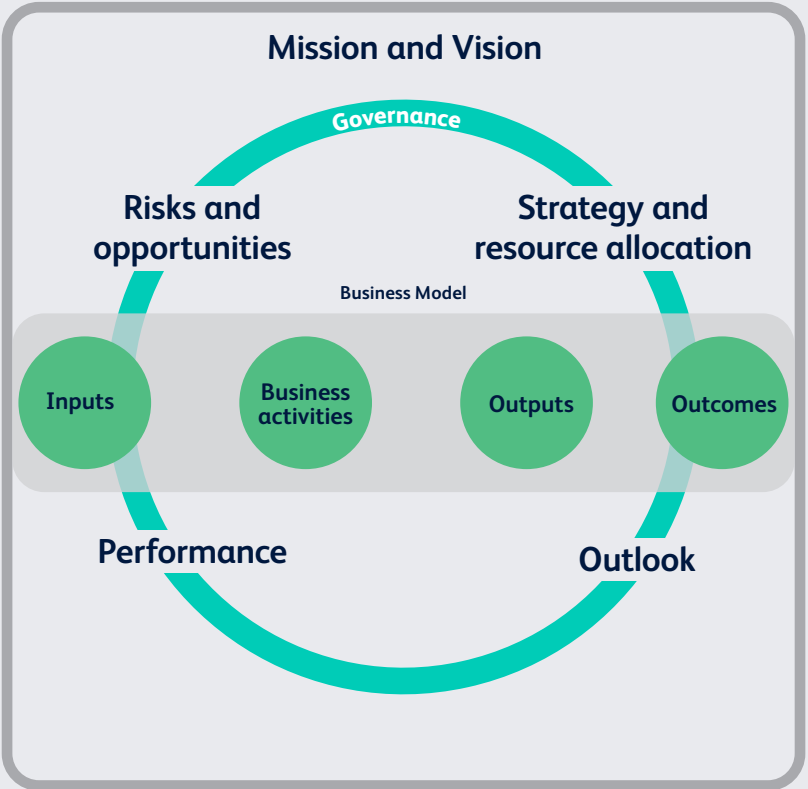 Mission and Vision
Governance
Risks and
opportunities
Strategy and
resource allocation
Business Model
Inputs
Business
activities
Outputs
Outcomes
Performance
Outlook